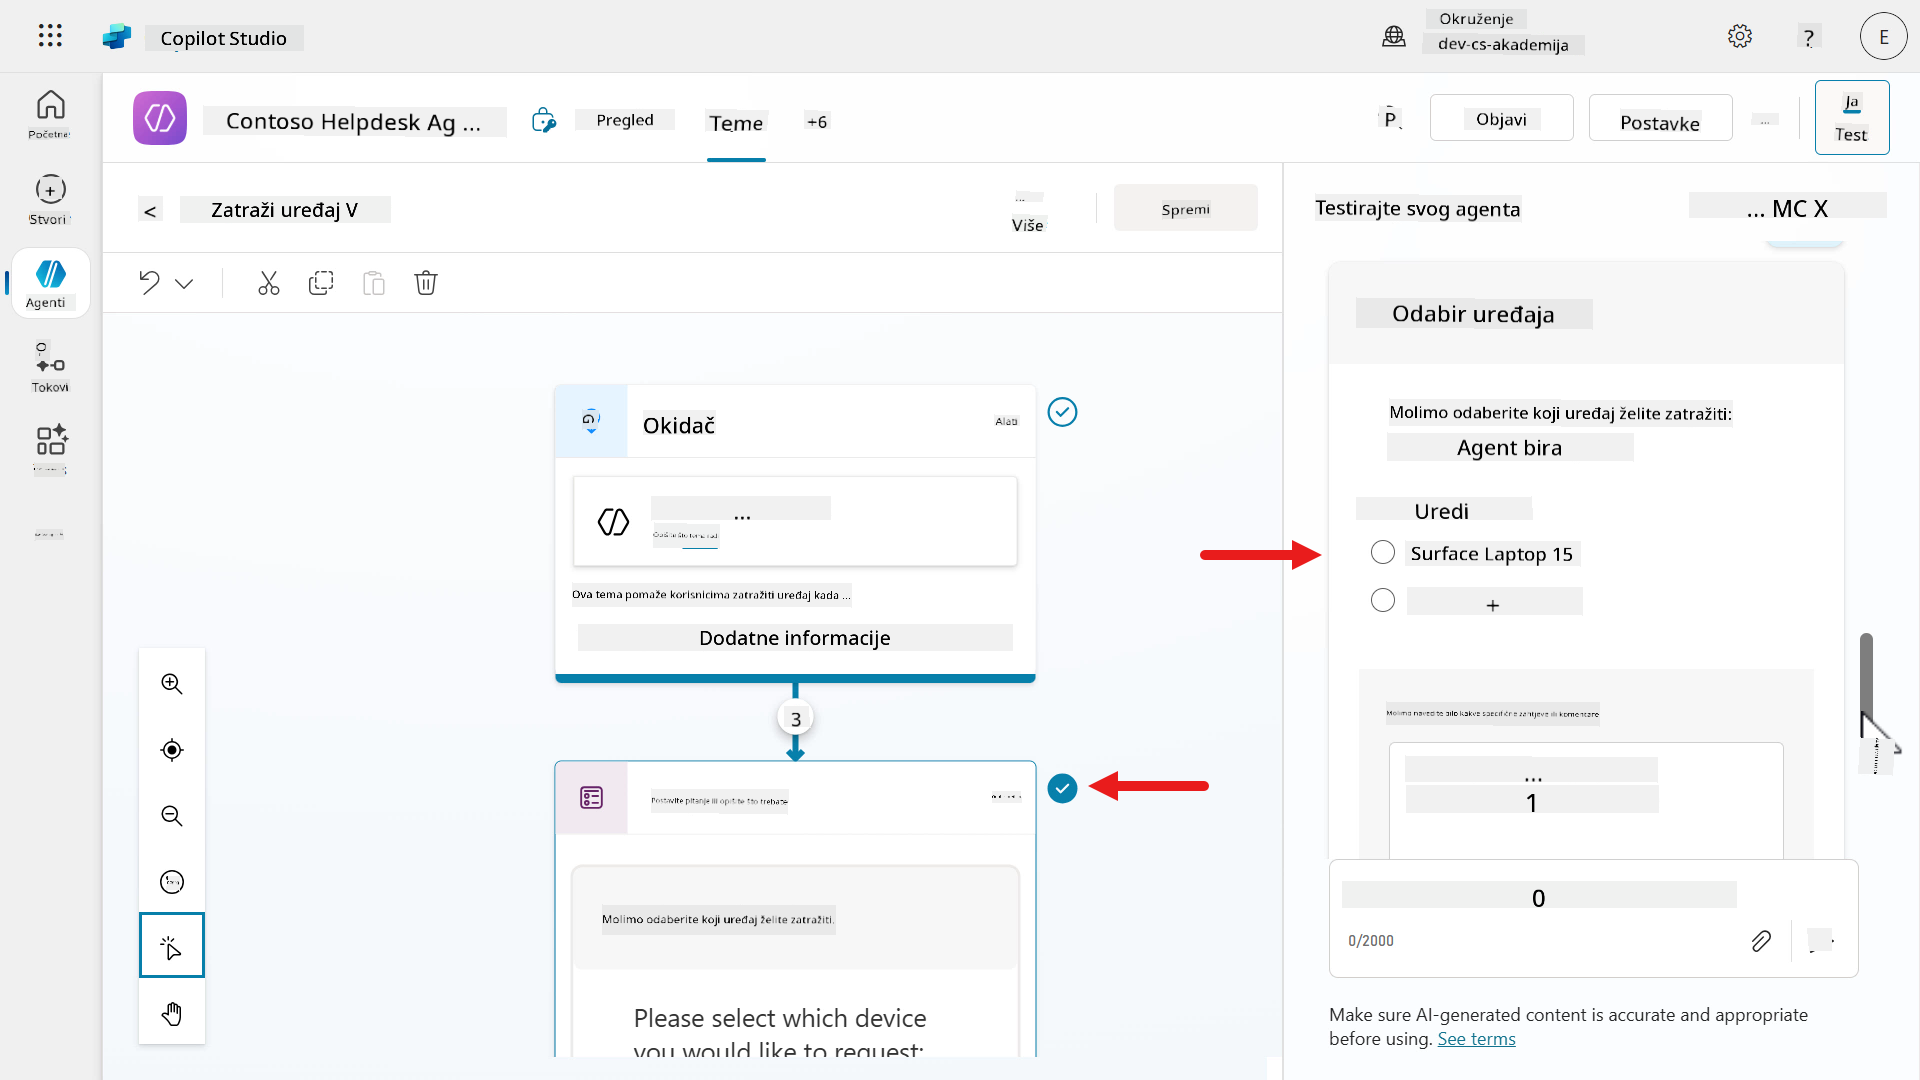 Copilot Studio
Okruženje
dev-cs-akademija
?
E
Početna
Stvori
Agenti
Tokovi
Contoso Helpdesk Ag ...
Pregled
Teme
+6
P
Objavi
Postavke
...
Ja
Test
<
Zatraži uređaj V
...
Više
Spremi
Okidač
Alati
...
Ova tema pomaže korisnicima zatražiti uređaj kada ...
Dodatne informacije
3
Postavite pitanje ili opišite što trebate
Molimo odaberite koji uređaj želite zatražiti.
Please select which device
you would like to request:
Testirajte svog agenta
... MC X
Odabir uređaja
Molimo odaberite koji uređaj želite zatražiti:
Agent bira
Uredi
Surface Laptop 15
+
Molimo navedite bilo kakve specifične zahtjeve ili komentare
...
1
0
0/2000
Make sure AI-generated content is accurate and appropriate
before using. See terms